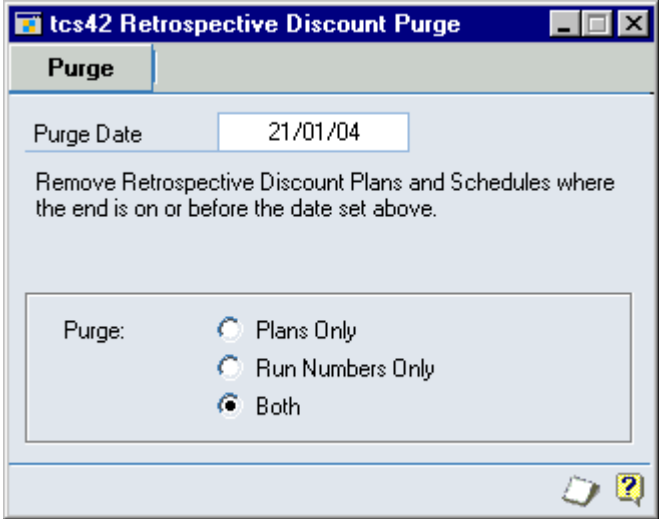 tcs42 Retrospective Discount Purge
Purge
Purge Date 21/01/04
Remove Retrospective Discount Plans and Schedules where
the end is on or before the date set above.
Purge: Plans Only
Run Numbers Only
Both
?